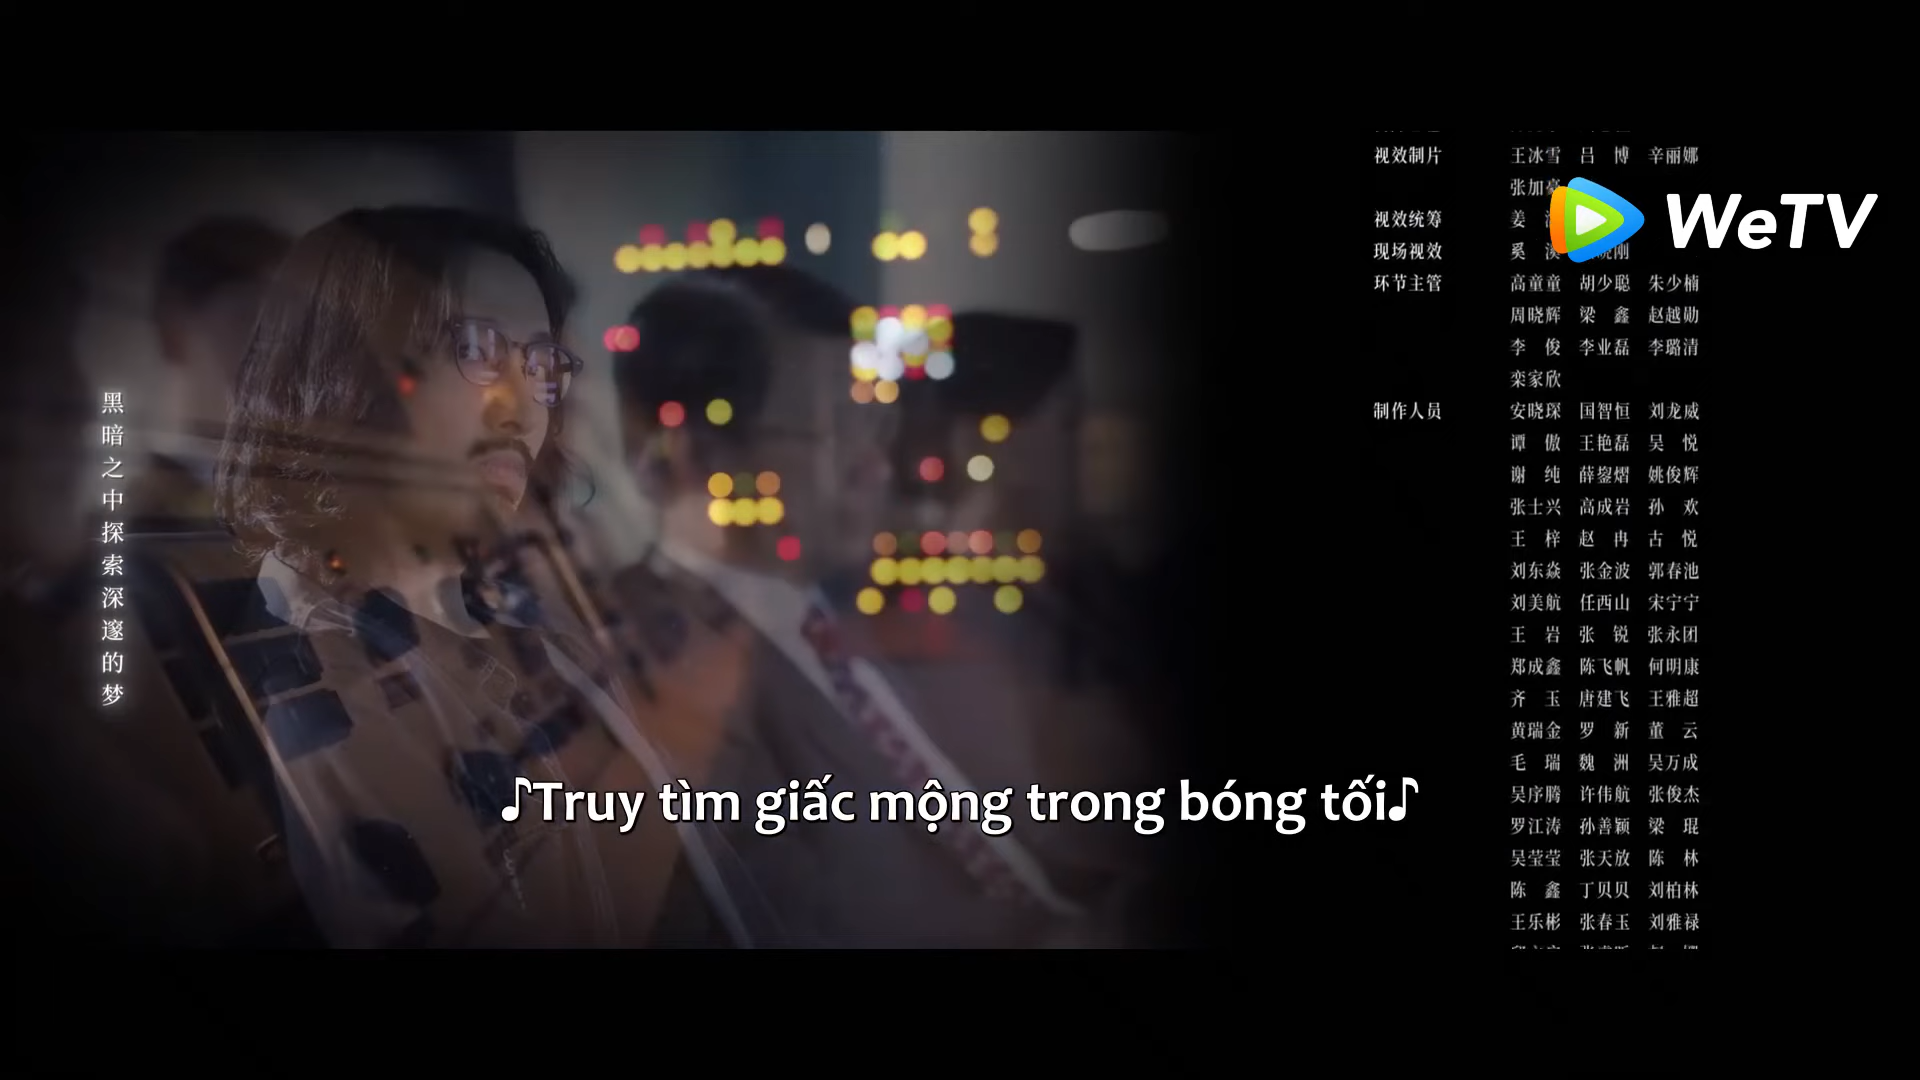 黑暗之中探索深邃的梦
视效制片 王冰雪 吕 博 辛丽娜
张加豪
WeTV
视效统筹 姜
现场视效 奚 刚
环节主管 高童童 胡少聪 朱少楠
周晓辉 梁 鑫 赵越勋
李 俊 李业磊 李璐清
栾家欣
制作人员 安晓琛 国智恒 刘龙威
谭 傲 王艳磊 吴 悦
谢 纯 薛鋆熠 姚俊辉
张士兴 高成岩 孙 欢
王 梓 赵 冉 古 悦
刘东焱 张金波 郭春池
刘美航 任西山 宋宁宁
王 岩 张 锐 张永团
郑成鑫 陈飞帆 何明康
齐 玉 唐建飞 王雅超
黄瑞金 罗 新 董 云
毛 瑞 魏 洲 吴万成
吴序腾 许伟航 张俊杰
罗江涛 孙善颖 梁 琨
吴莹莹 张天放 陈 林
陈 鑫 丁贝贝 刘柏林
王乐彬 张春玉 刘雅禄
♪Truy tìm giấc mộng trong bóng tối♪